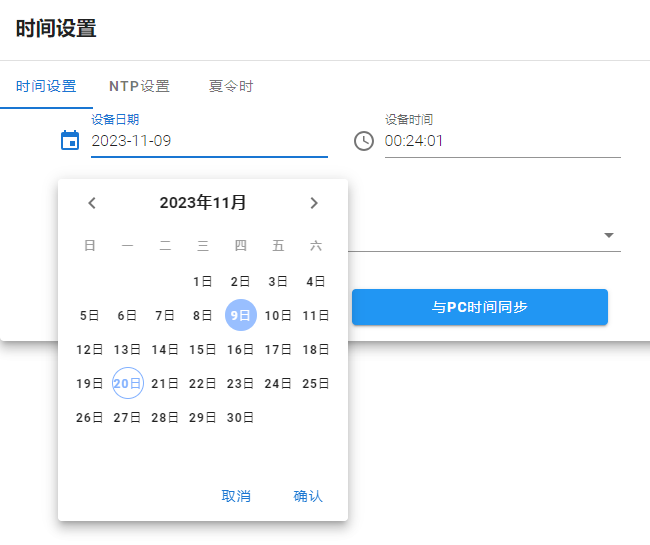 时间设置
时间设置 NTP设置 夏令时
设备日期 设备时间
2023-11-09 00:24:01
2023年11月
日 一 二 三 四 五 六
1日 2日 3日 4日
5日 6日 7日 8日 9日 10日 11日
与PC时间同步
12日 13日 14日 15日 16日 17日 18日
19日 20日 21日 22日 23日 24日 25日
26日 27日 28日 29日 30日
取消 确认